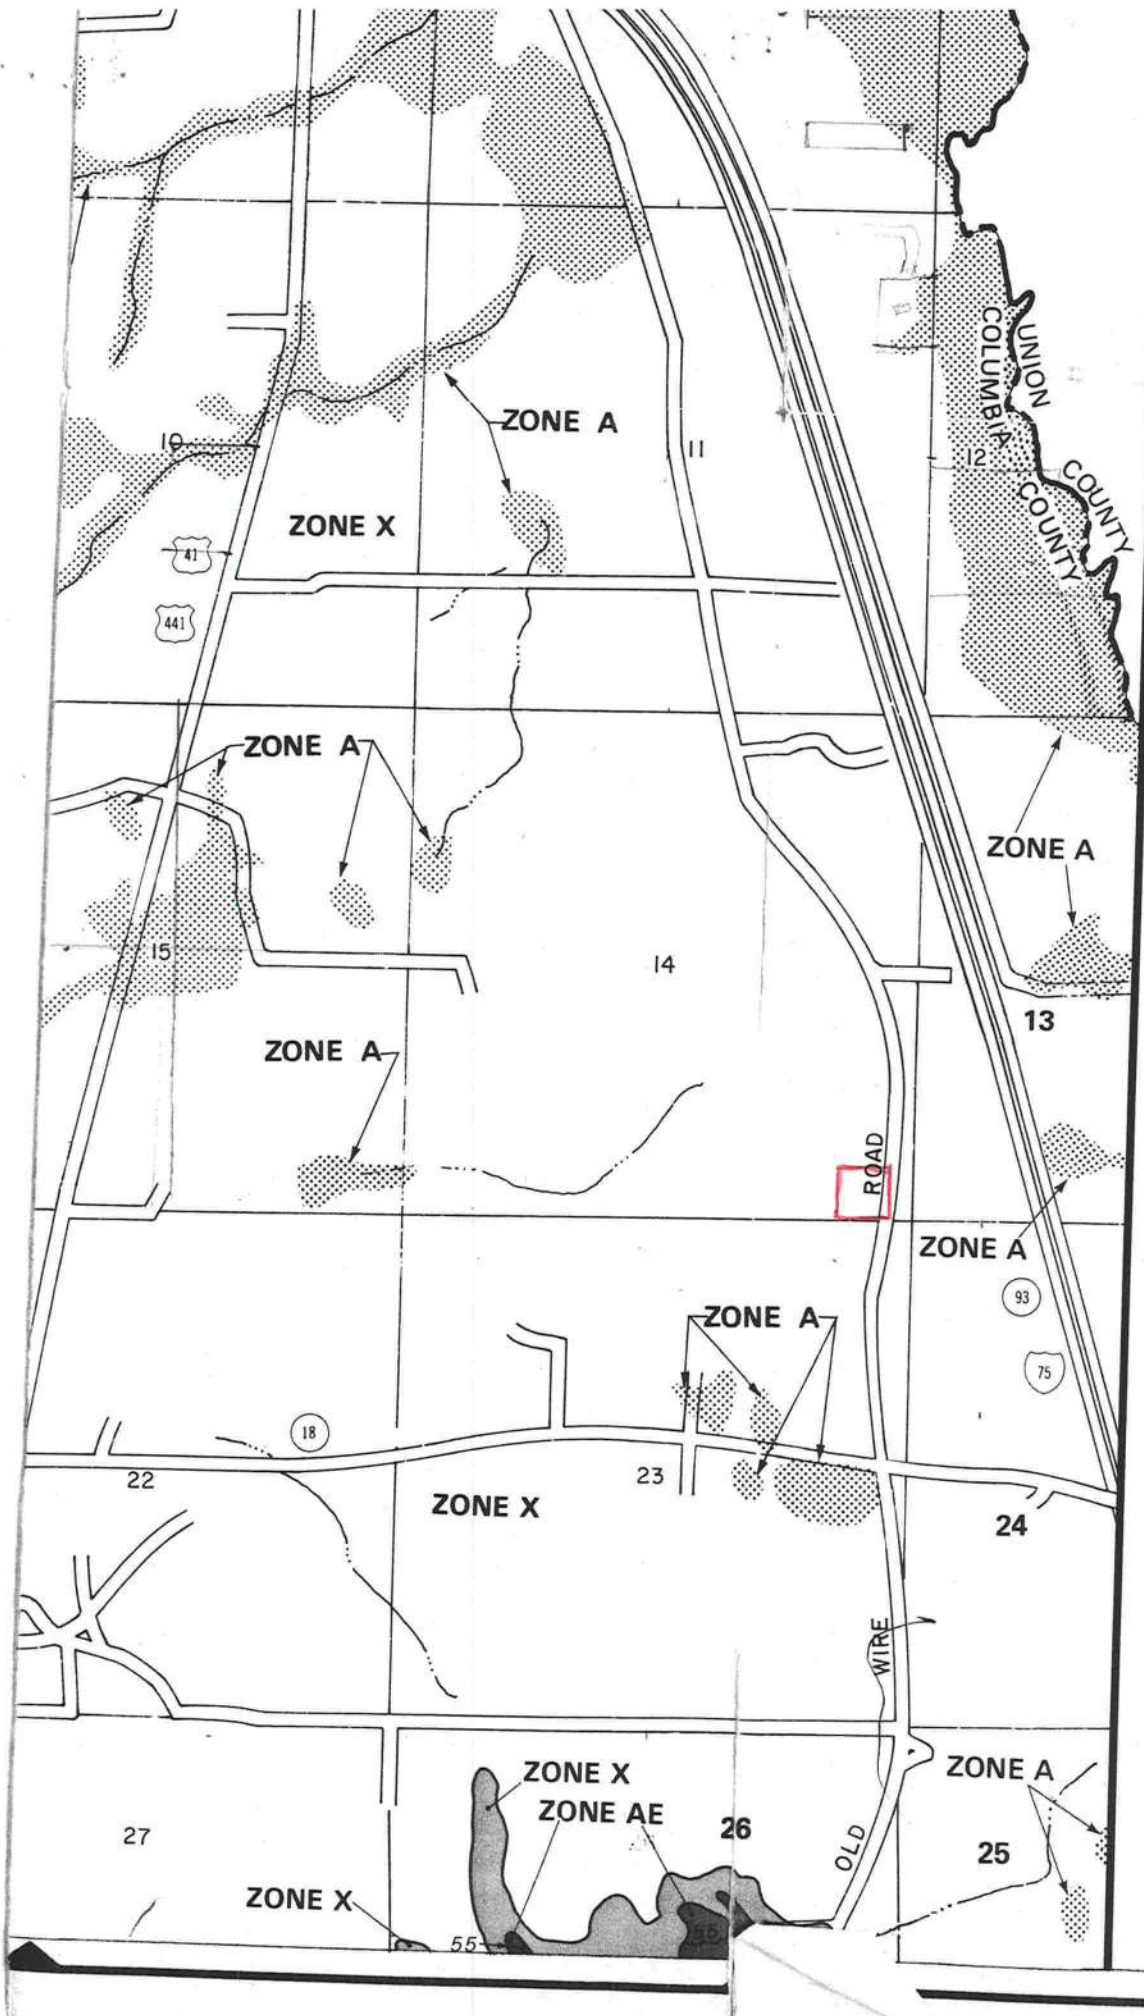 UNION
COLUMBIA
ZONE A
10
11
12
COUNTY
COUNTY
ZONE X
41
441
ZONE A
ZONE A
15
14
13
ZONE A
ROAD
ZONE A
93
ZONE A
75
18
22
23
ZONE X
24
WIRE
ZONE X
ZONE A
ZONE AE
26
27
OLD
25
ZONE X
55
55